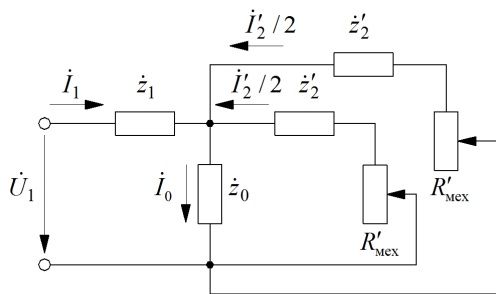 İ′₂/2
ż′₂
İ₁
ż₁
İ′₂/2
ż′₂
U̇₁
İ₀
ż₀
R′мех
R′мех